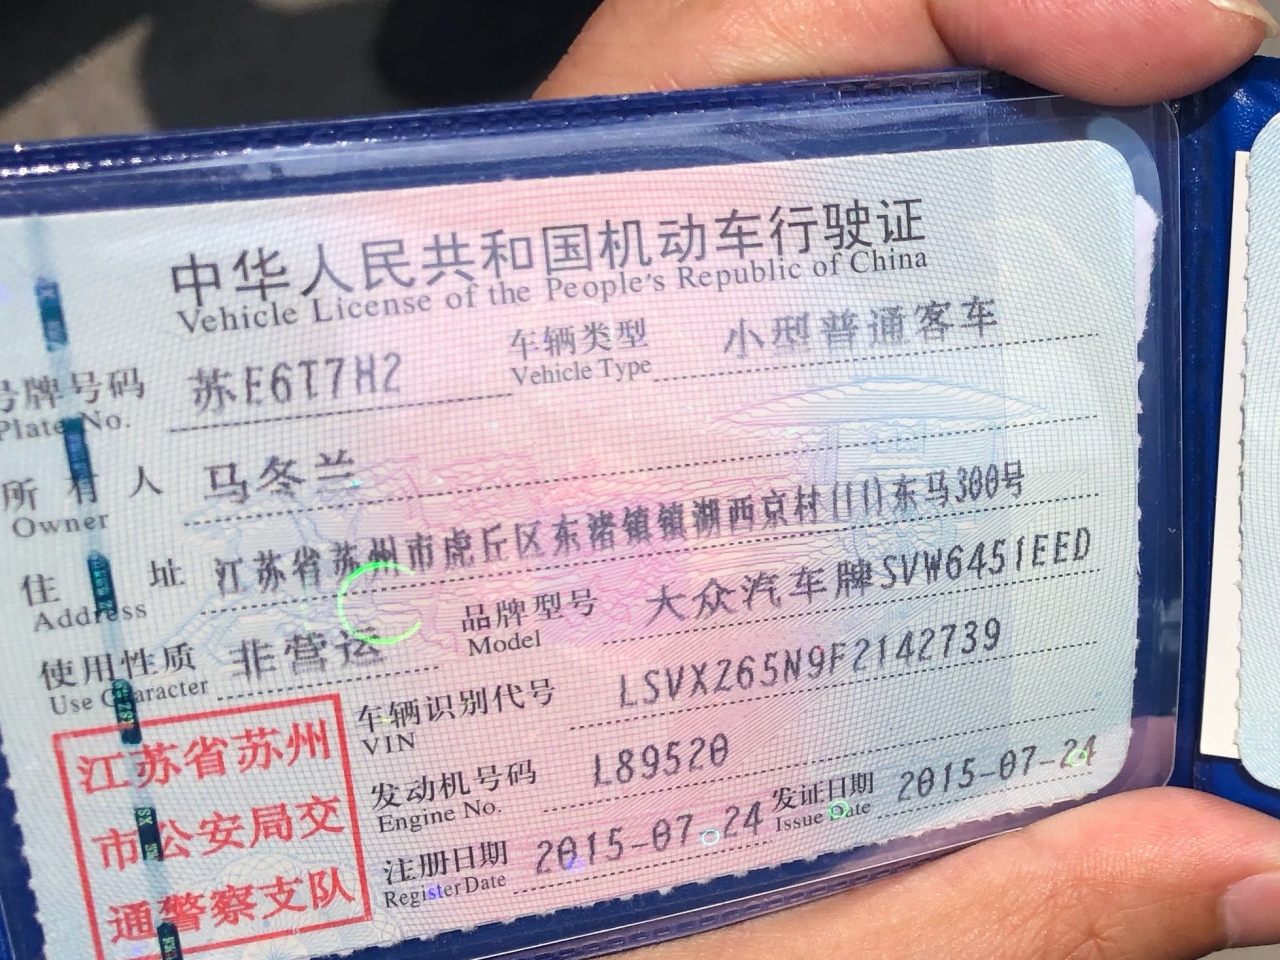 中华人民共和国机动车行驶证
Vehicle License of the People's Republic of China
号牌号码 苏E6T7H2 车辆类型 小型普通客车
Plate No. Vehicle Type
所有人 马冬兰
Owner
住址 江苏省苏州市虎丘区东渚镇镇湖西京村(11)东马300号
Address
使用性质 非营运 品牌型号 大众汽车牌SVW6451EED
Use Character Model
车辆识别代号 LSVXZ65N9F2142739
VIN
发动机号码 L89520
Engine No.
注册日期 2015-07-24 发证日期 2015-07-24
Register Date Issue Date
江苏省苏州
市公安局交
通警察支队